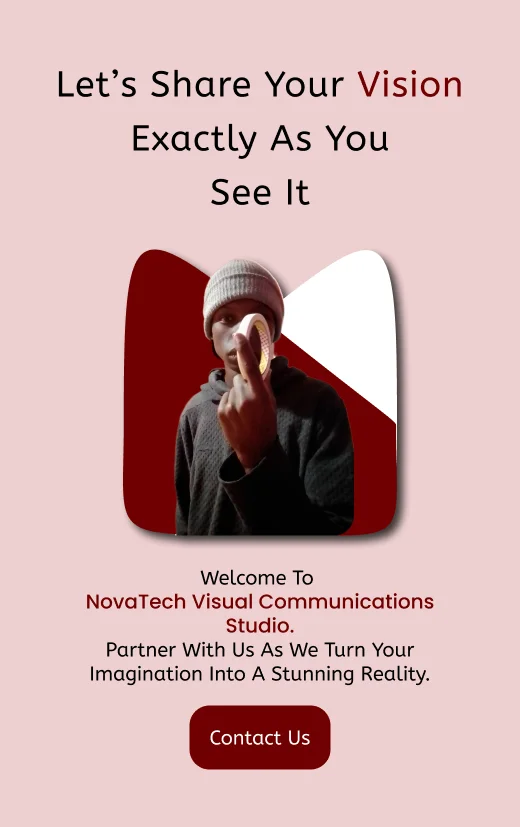 Let’s Share Your Vision
Exactly As You
See It
Welcome To
NovaTech Visual Communications
Studio.
Partner With Us As We Turn Your
Imagination Into A Stunning Reality.
Contact Us